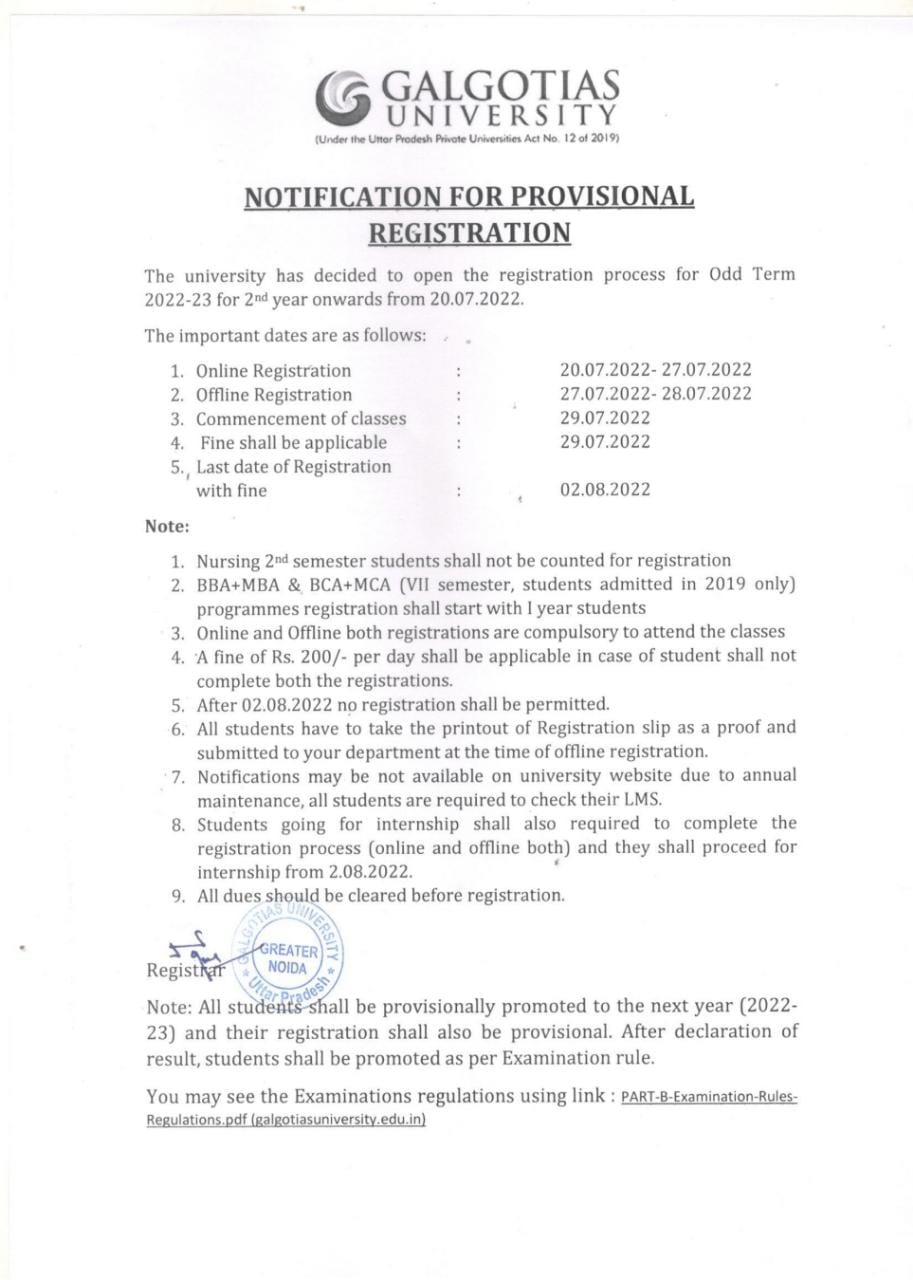 GALGOTIAS
UNIVERSITY
(Under the Uttar Pradesh Private Universities Act No. 12 of 2019)
NOTIFICATION FOR PROVISIONAL
REGISTRATION
The university has decided to open the registration process for Odd Term
2022-23 for 2nd year onwards from 20.07.2022.
The important dates are as follows:
1. Online Registration : 20.07.2022- 27.07.2022
2. Offline Registration : 27.07.2022- 28.07.2022
3. Commencement of classes : 29.07.2022
4. Fine shall be applicable : 29.07.2022
5. Last date of Registration
with fine : 02.08.2022
Note:
1. Nursing 2nd semester students shall not be counted for registration
2. BBA+MBA & BCA+MCA (VII semester, students admitted in 2019 only)
programmes registration shall start with I year students
3. Online and Offline both registrations are compulsory to attend the classes
4. A fine of Rs. 200/- per day shall be applicable in case of student shall not
complete both the registrations.
5. After 02.08.2022 no registration shall be permitted.
6. All students have to take the printout of Registration slip as a proof and
submitted to your department at the time of offline registration.
7. Notifications may be not available on university website due to annual
maintenance, all students are required to check their LMS.
8. Students going for internship shall also required to complete the
registration process (online and offline both) and they shall proceed for
internship from 2.08.2022.
9. All dues should be cleared before registration.
GALGOTIAS UNIVERSITY
GREATER
NOIDA
Uttar Pradesh
Registrar
Note: All students shall be provisionally promoted to the next year (2022-
23) and their registration shall also be provisional. After declaration of
result, students shall be promoted as per Examination rule.
You may see the Examinations regulations using link : PART-B-Examination-Rules-
Regulations.pdf (galgotiasuniversity.edu.in)